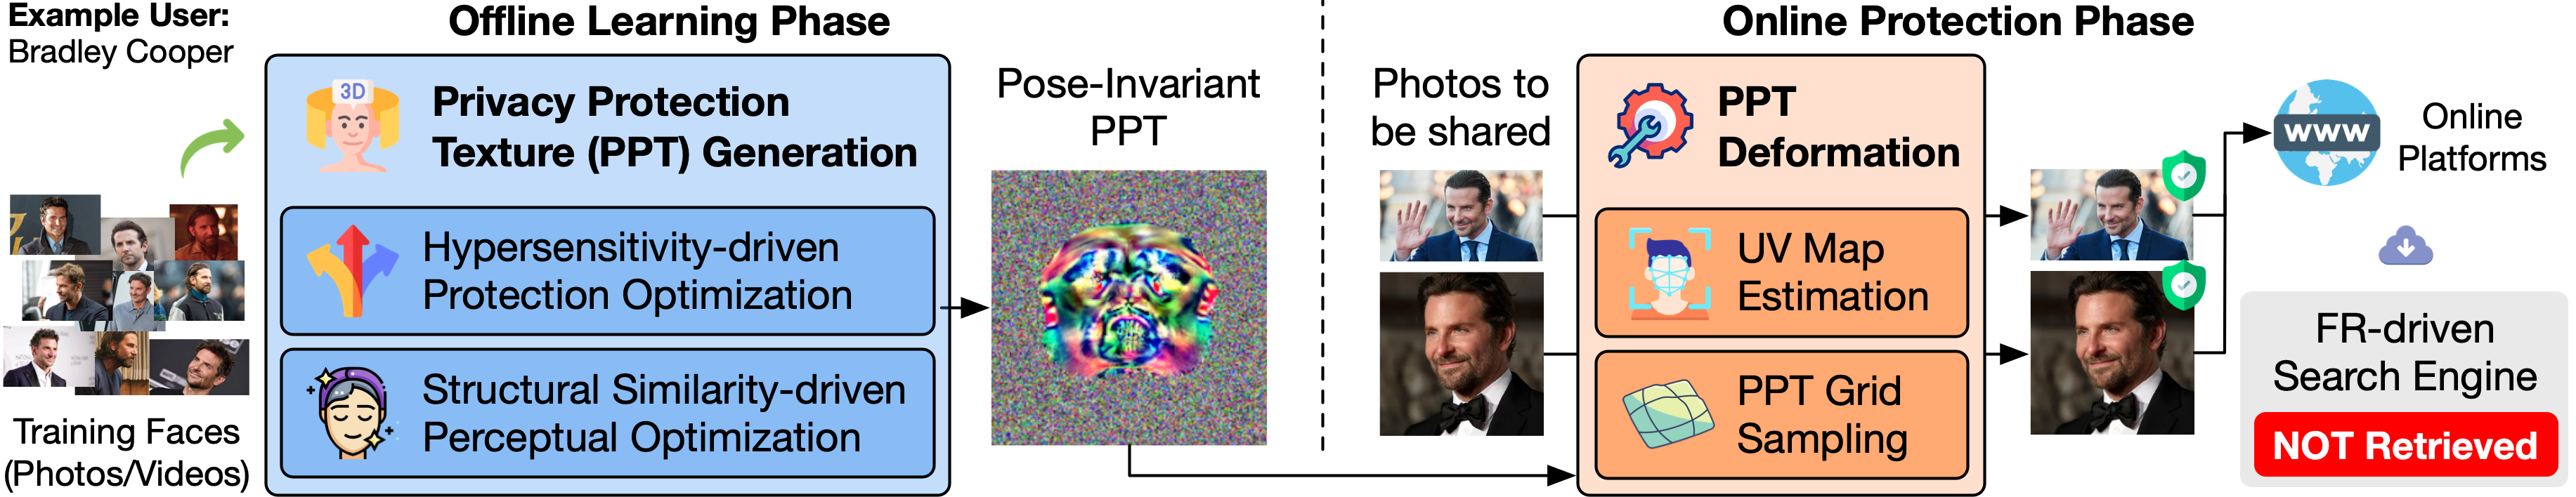 Example User:
Bradley Cooper
Training Faces
(Photos/Videos)
Offline Learning Phase
3D
Privacy Protection
Texture (PPT) Generation
Hypersensitivity-driven
Protection Optimization
Structural Similarity-driven
Perceptual Optimization
Pose-Invariant
PPT
Online Protection Phase
Photos to
be shared
PPT
Deformation
UV Map
Estimation
PPT Grid
Sampling
www
Online
Platforms
FR-driven
Search Engine
NOT Retrieved